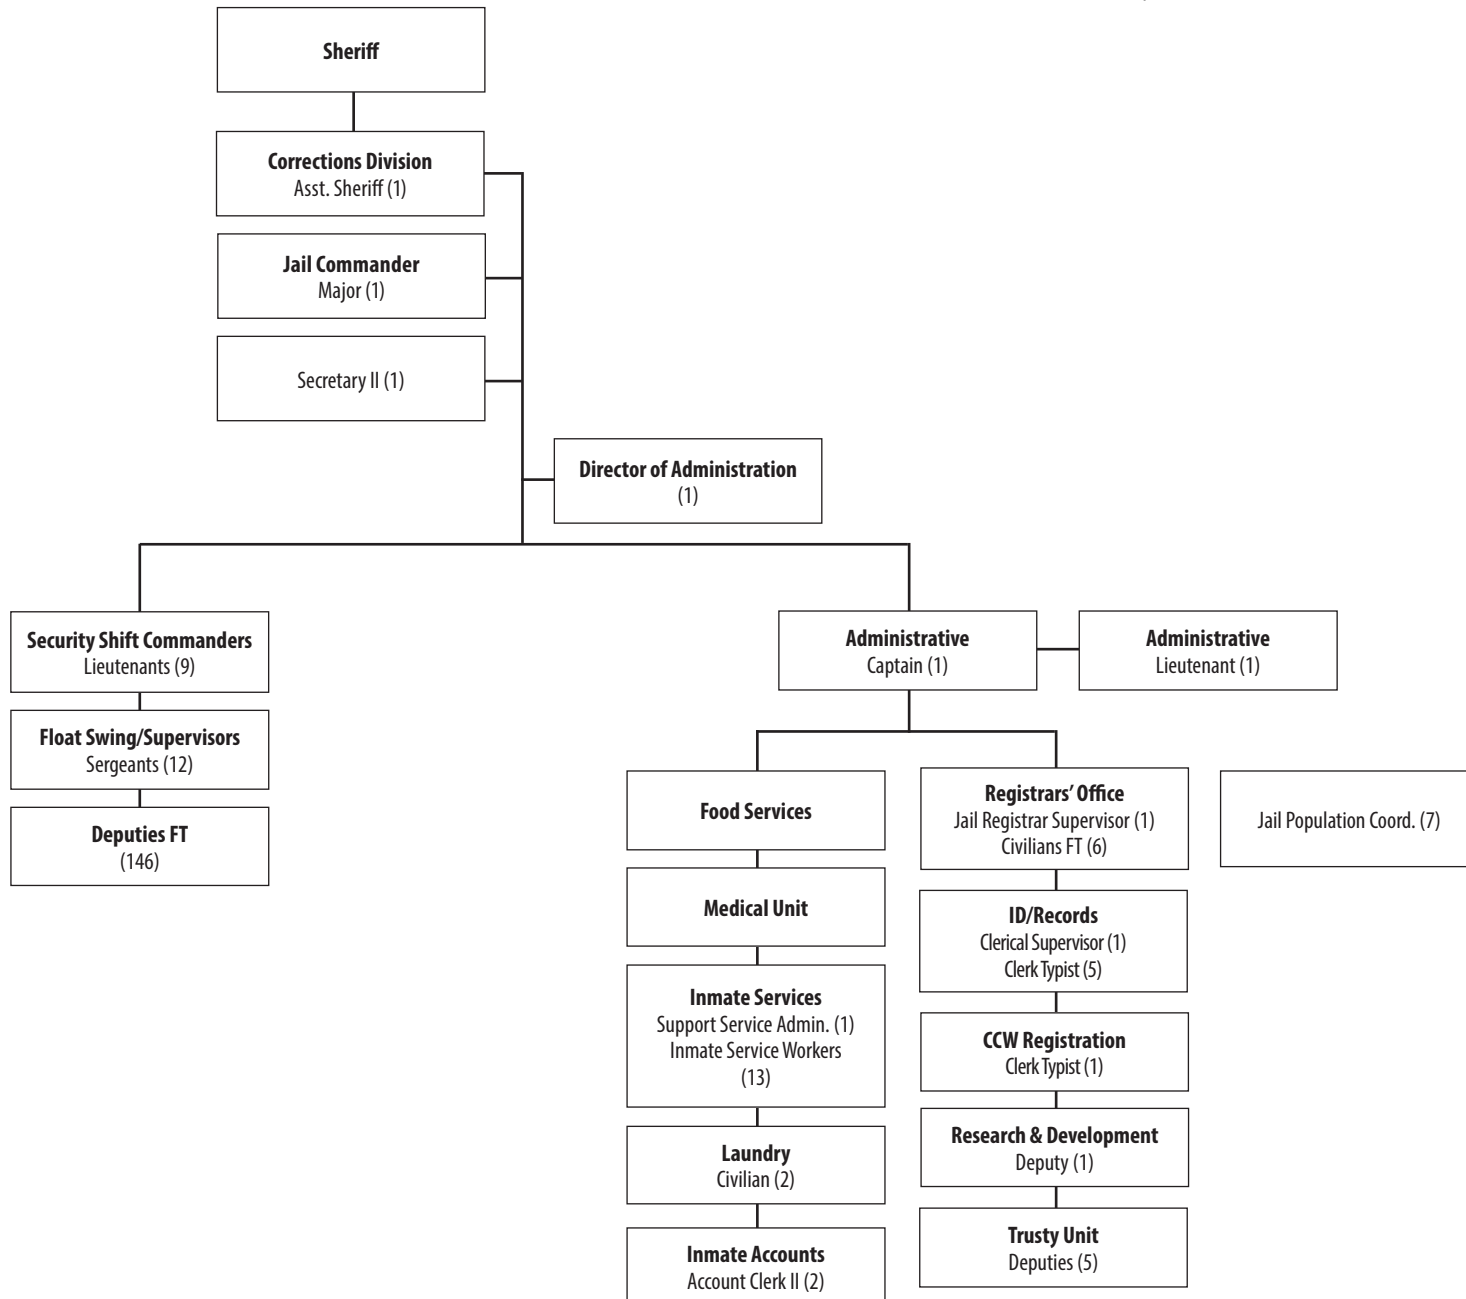 Sheriff
Corrections Division
Asst. Sheriff (1)
Jail Commander
Major (1)
Secretary II (1)
Director of Administration
(1)
Security Shift Commanders
Lieutenants (9)
Float Swing/Supervisors
Sergeants (12)
Deputies FT
(146)
Administrative
Captain (1)
Administrative
Lieutenant (1)
Food Services
Medical Unit
Inmate Services
Support Service Admin. (1)
Inmate Service Workers
(13)
Laundry
Civilian (2)
Inmate Accounts
Account Clerk II (2)
Registrars' Office
Jail Registrar Supervisor (1)
Civilians FT (6)
ID/Records
Clerical Supervisor (1)
Clerk Typist (5)
CCW Registration
Clerk Typist (1)
Research & Development
Deputy (1)
Trusty Unit
Deputies (5)
Jail Population Coord. (7)